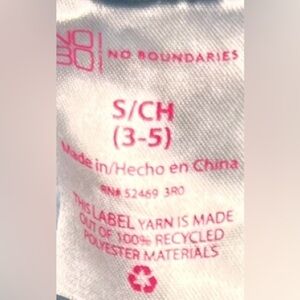 NO
BO
NO BOUNDARIES
S/CH
(3-5)
Made in/Hecho en China
RN# 52469 3R0
THIS LABEL YARN IS MADE
OUT OF 100% RECYCLED
POLYESTER MATERIALS